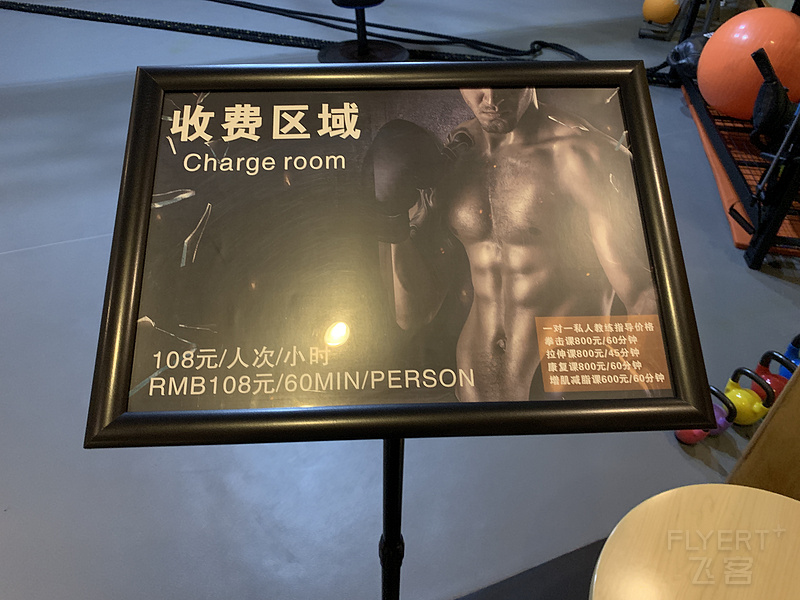 收费区域
Charge room
108元/人次/小时
RMB108元/60MIN/PERSON
一对一私人教练指导价格
拳击课800元/60分钟
拉伸课800元/45分钟
康复课800元/60分钟
增肌减脂课600元/60分钟
FLYERT+
飞客